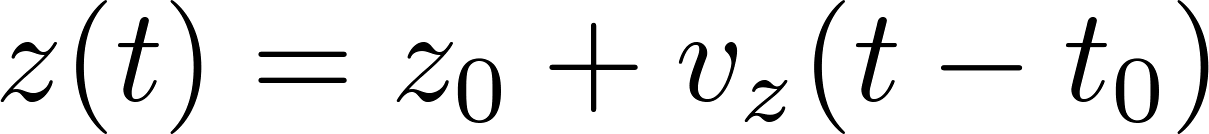 z(t) = z_0 + v_z(t − t_0)